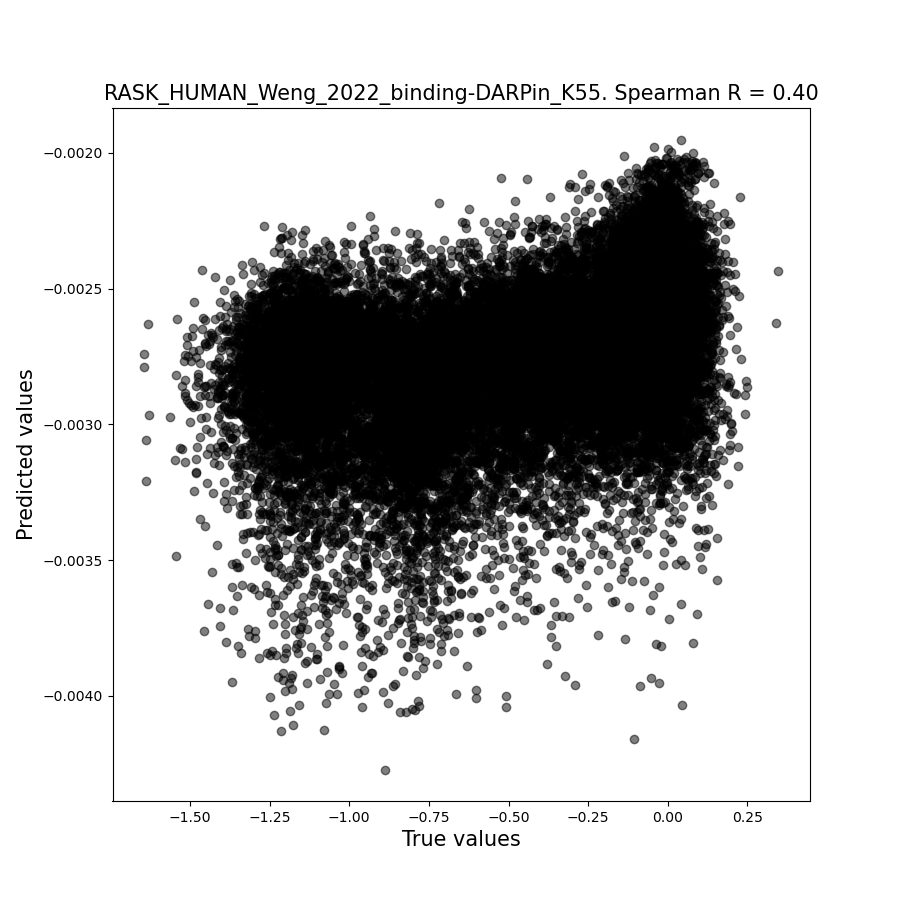 RASK_HUMAN_Weng_2022_binding-DARPin_K55. Spearman R = 0.40
−0.0020
−0.0025
−0.0030
−0.0035
−0.0040
Predicted values
−1.50 −1.25 −1.00 −0.75 −0.50 −0.25 0.00 0.25
True values